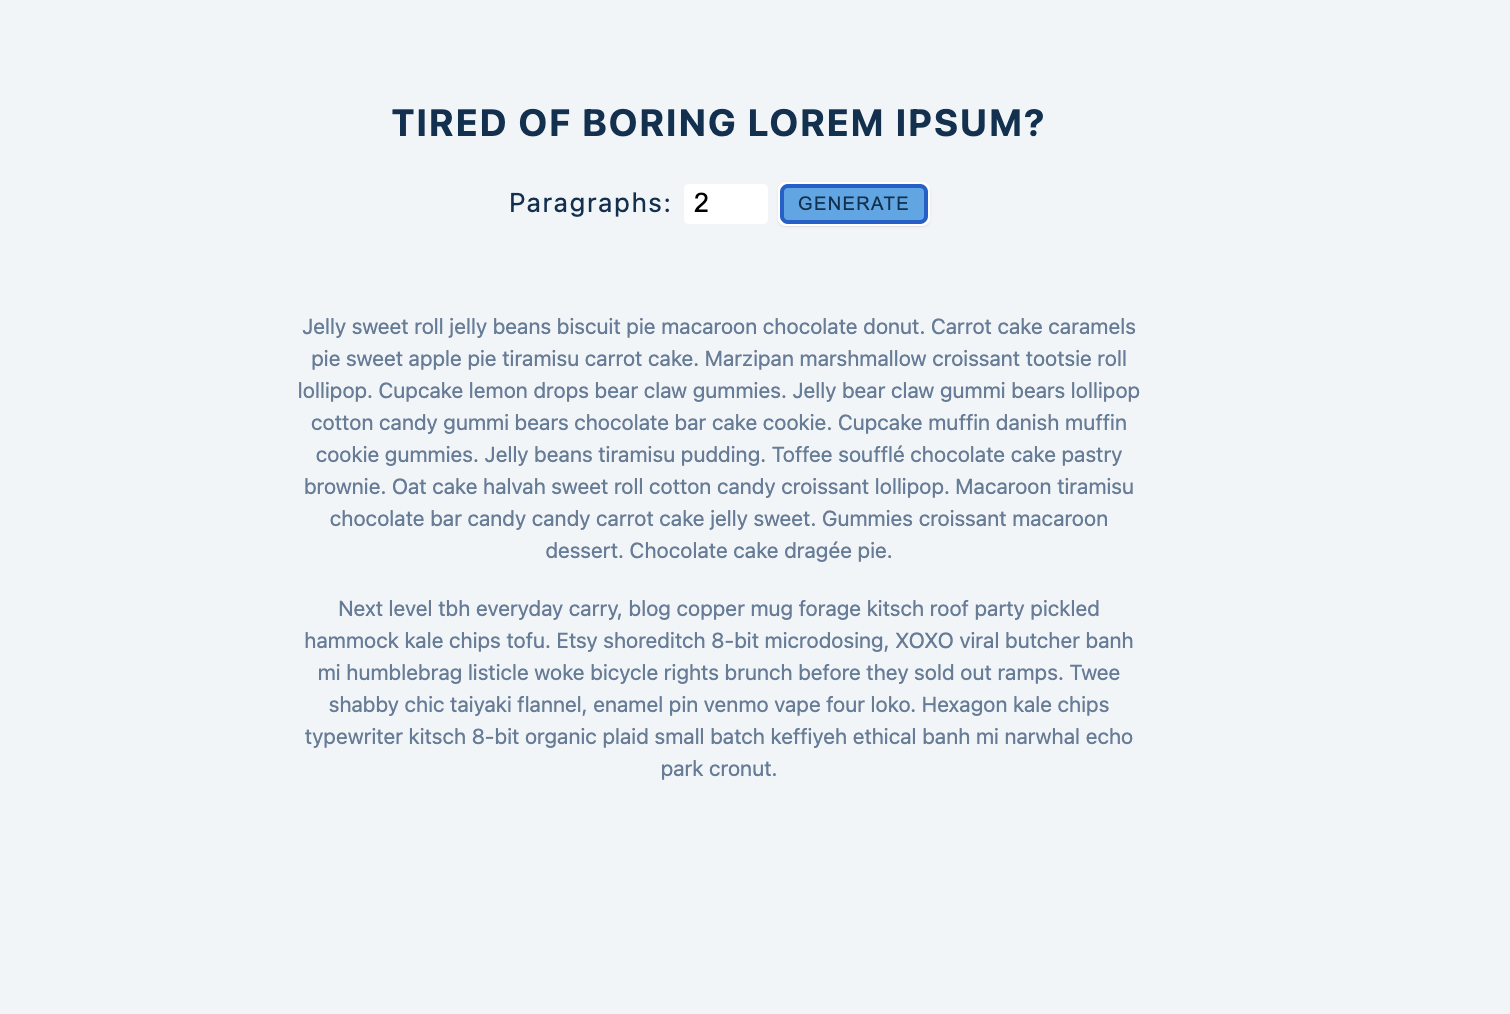 TIRED OF BORING LOREM IPSUM?
Paragraphs: 2 GENERATE
Jelly sweet roll jelly beans biscuit pie macaroon chocolate donut. Carrot cake caramels
pie sweet apple pie tiramisu carrot cake. Marzipan marshmallow croissant tootsie roll
lollipop. Cupcake lemon drops bear claw gummies. Jelly bear claw gummi bears lollipop
cotton candy gummi bears chocolate bar cake cookie. Cupcake muffin danish muffin
cookie gummies. Jelly beans tiramisu pudding. Toffee soufflé chocolate cake pastry
brownie. Oat cake halvah sweet roll cotton candy croissant lollipop. Macaroon tiramisu
chocolate bar candy candy carrot cake jelly sweet. Gummies croissant macaroon
dessert. Chocolate cake dragée pie.
Next level tbh everyday carry, blog copper mug forage kitsch roof party pickled
hammock kale chips tofu. Etsy shoreditch 8-bit microdosing, XOXO viral butcher banh
mi humblebrag listicle woke bicycle rights brunch before they sold out ramps. Twee
shabby chic taiyaki flannel, enamel pin venmo vape four loko. Hexagon kale chips
typewriter kitsch 8-bit organic plaid small batch keffiyeh ethical banh mi narwhal echo
park cronut.